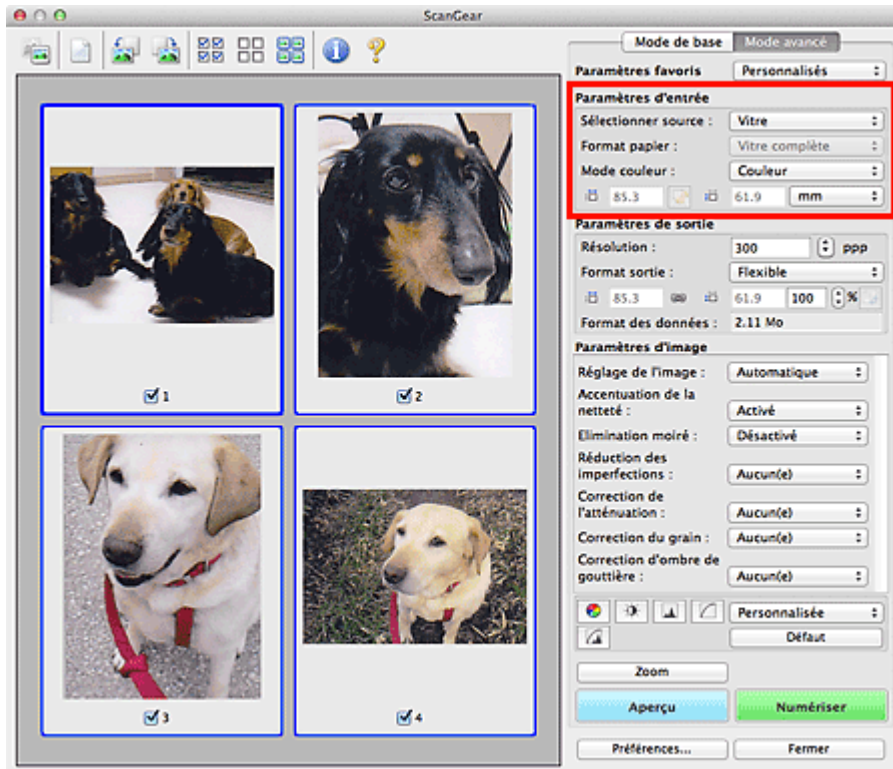 ScanGear
Mode de base Mode avancé
Paramètres favoris Personnalisés
Paramètres d'entrée
Sélectionner source : Vitre
Format papier : Vitre complète
Mode couleur : Couleur
85.3 61.9 mm
Paramètres de sortie
Résolution : 300 ppp
Format sortie : Flexible
85.3 61.9 100 %
Format des données : 2.11 Mo
Paramètres d'image
Réglage de l'image : Automatique
Accentuation de la
netteté : Activé
Elimination moiré : Désactivé
Réduction des
imperfections : Aucun(e)
Correction de
l'atténuation : Aucun(e)
Correction du grain : Aucun(e)
Correction d'ombre de
gouttière : Aucun(e)
Personnalisée
Défaut
Zoom
Aperçu Numériser
Préférences... Fermer
1
2
3
4